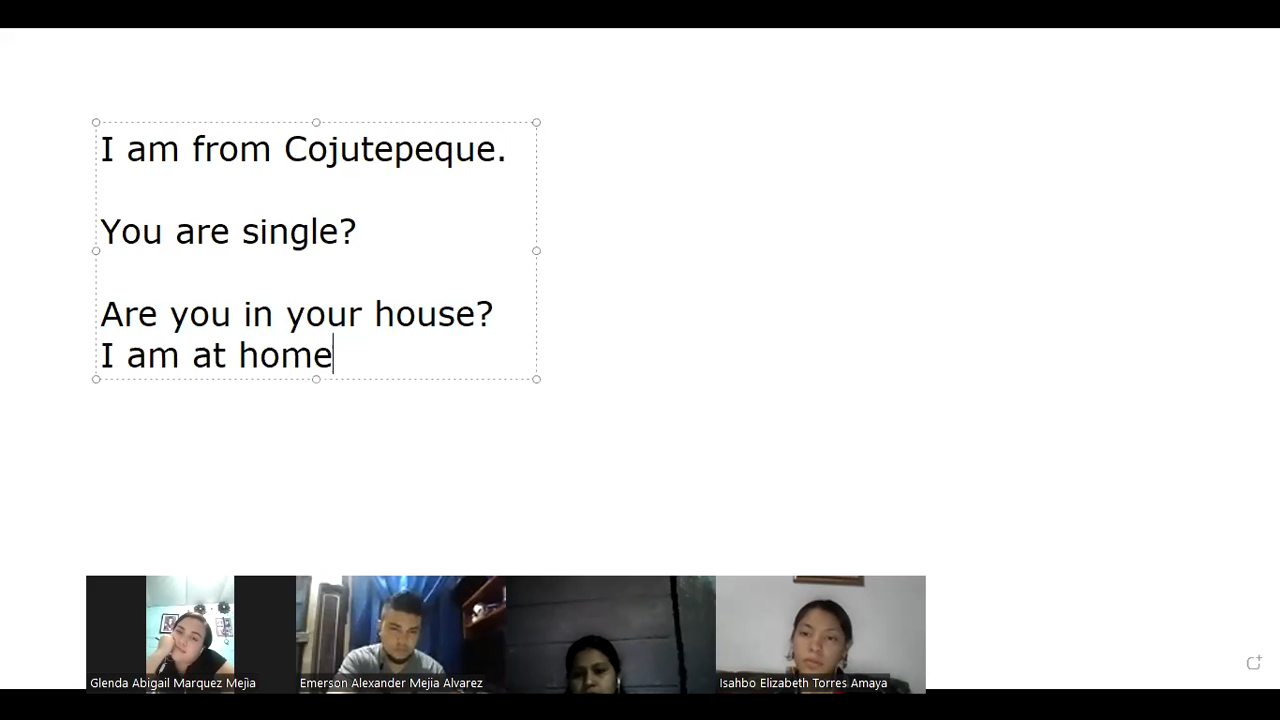 I am from Cojutepeque.
You are single?
Are you in your house?
I am at home
Glenda Abigail Marquez Mejia
Emerson Alexander Mejia Alvarez
Isahbo Elizabeth Torres Amaya